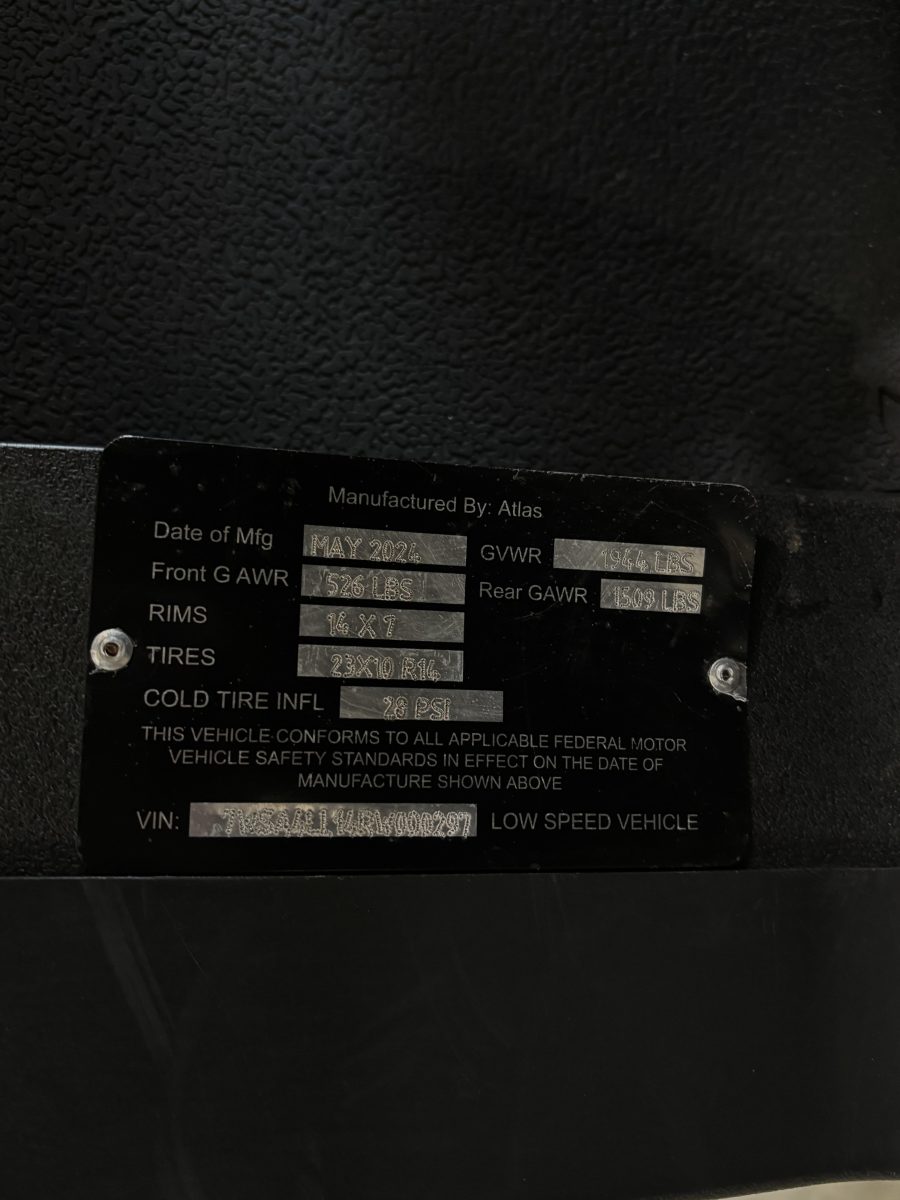 Manufactured By: Atlas
Date of Mfg MAY 2024 GVWR 1944 LBS
Front G AWR 526 LBS Rear GAWR 1509 LBS
RIMS 14 X 7
TIRES 23X10 R14
COLD TIRE INFL 28 PSI
THIS VEHICLE CONFORMS TO ALL APPLICABLE FEDERAL MOTOR
VEHICLE SAFETY STANDARDS IN EFFECT ON THE DATE OF
MANUFACTURE SHOWN ABOVE
VIN: LOW SPEED VEHICLE